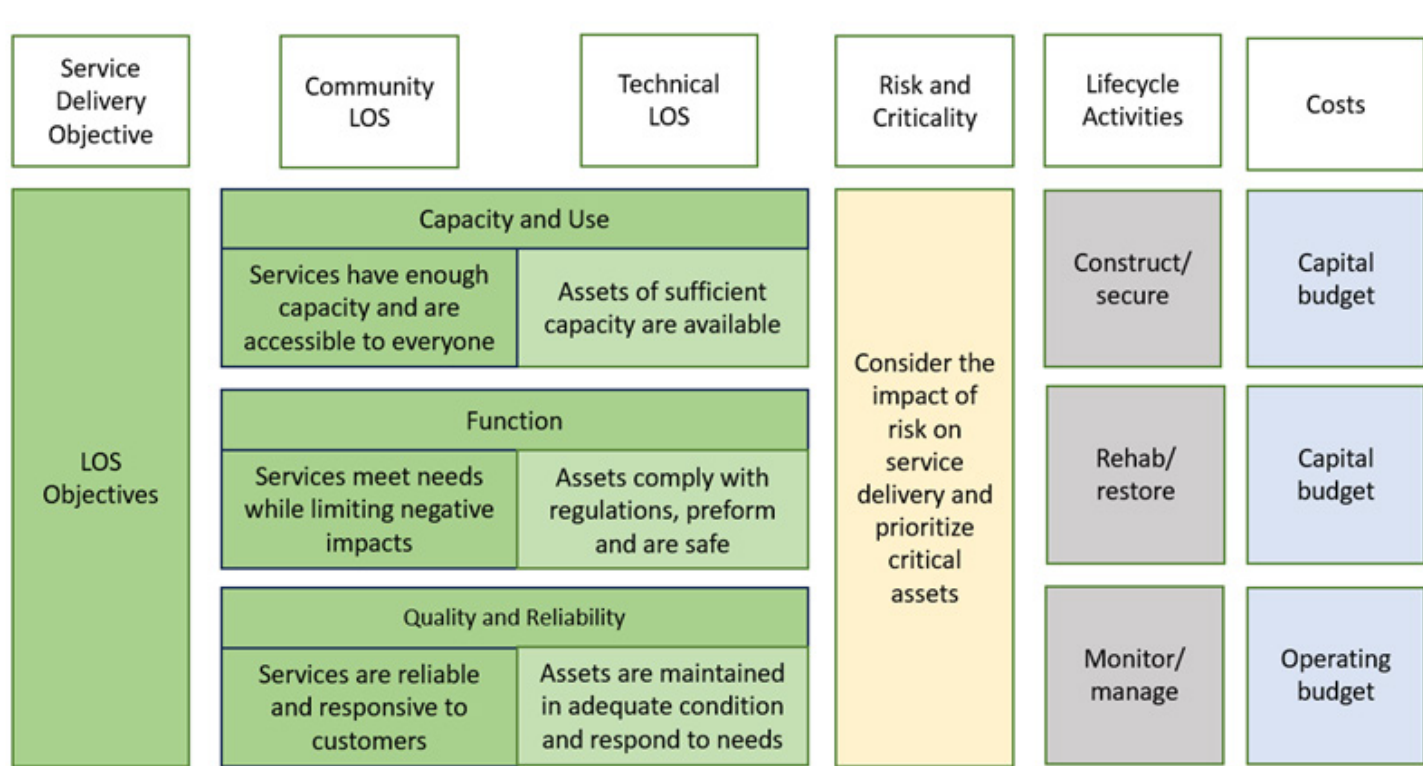 Service
Delivery
Objective
Community
LOS
Technical
LOS
Risk and
Criticality
Lifecycle
Activities
Costs
LOS
Objectives
Capacity and Use
Services have enough
capacity and are
accessible to everyone
Assets of sufficient
capacity are available
Function
Services meet needs
while limiting negative
impacts
Assets comply with
regulations, preform
and are safe
Quality and Reliability
Services are reliable
and responsive to
customers
Assets are maintained
in adequate condition
and respond to needs
Consider the
impact of
risk on
service
delivery and
prioritize
critical
assets
Construct/
secure
Capital
budget
Rehab/
restore
Capital
budget
Monitor/
manage
Operating
budget